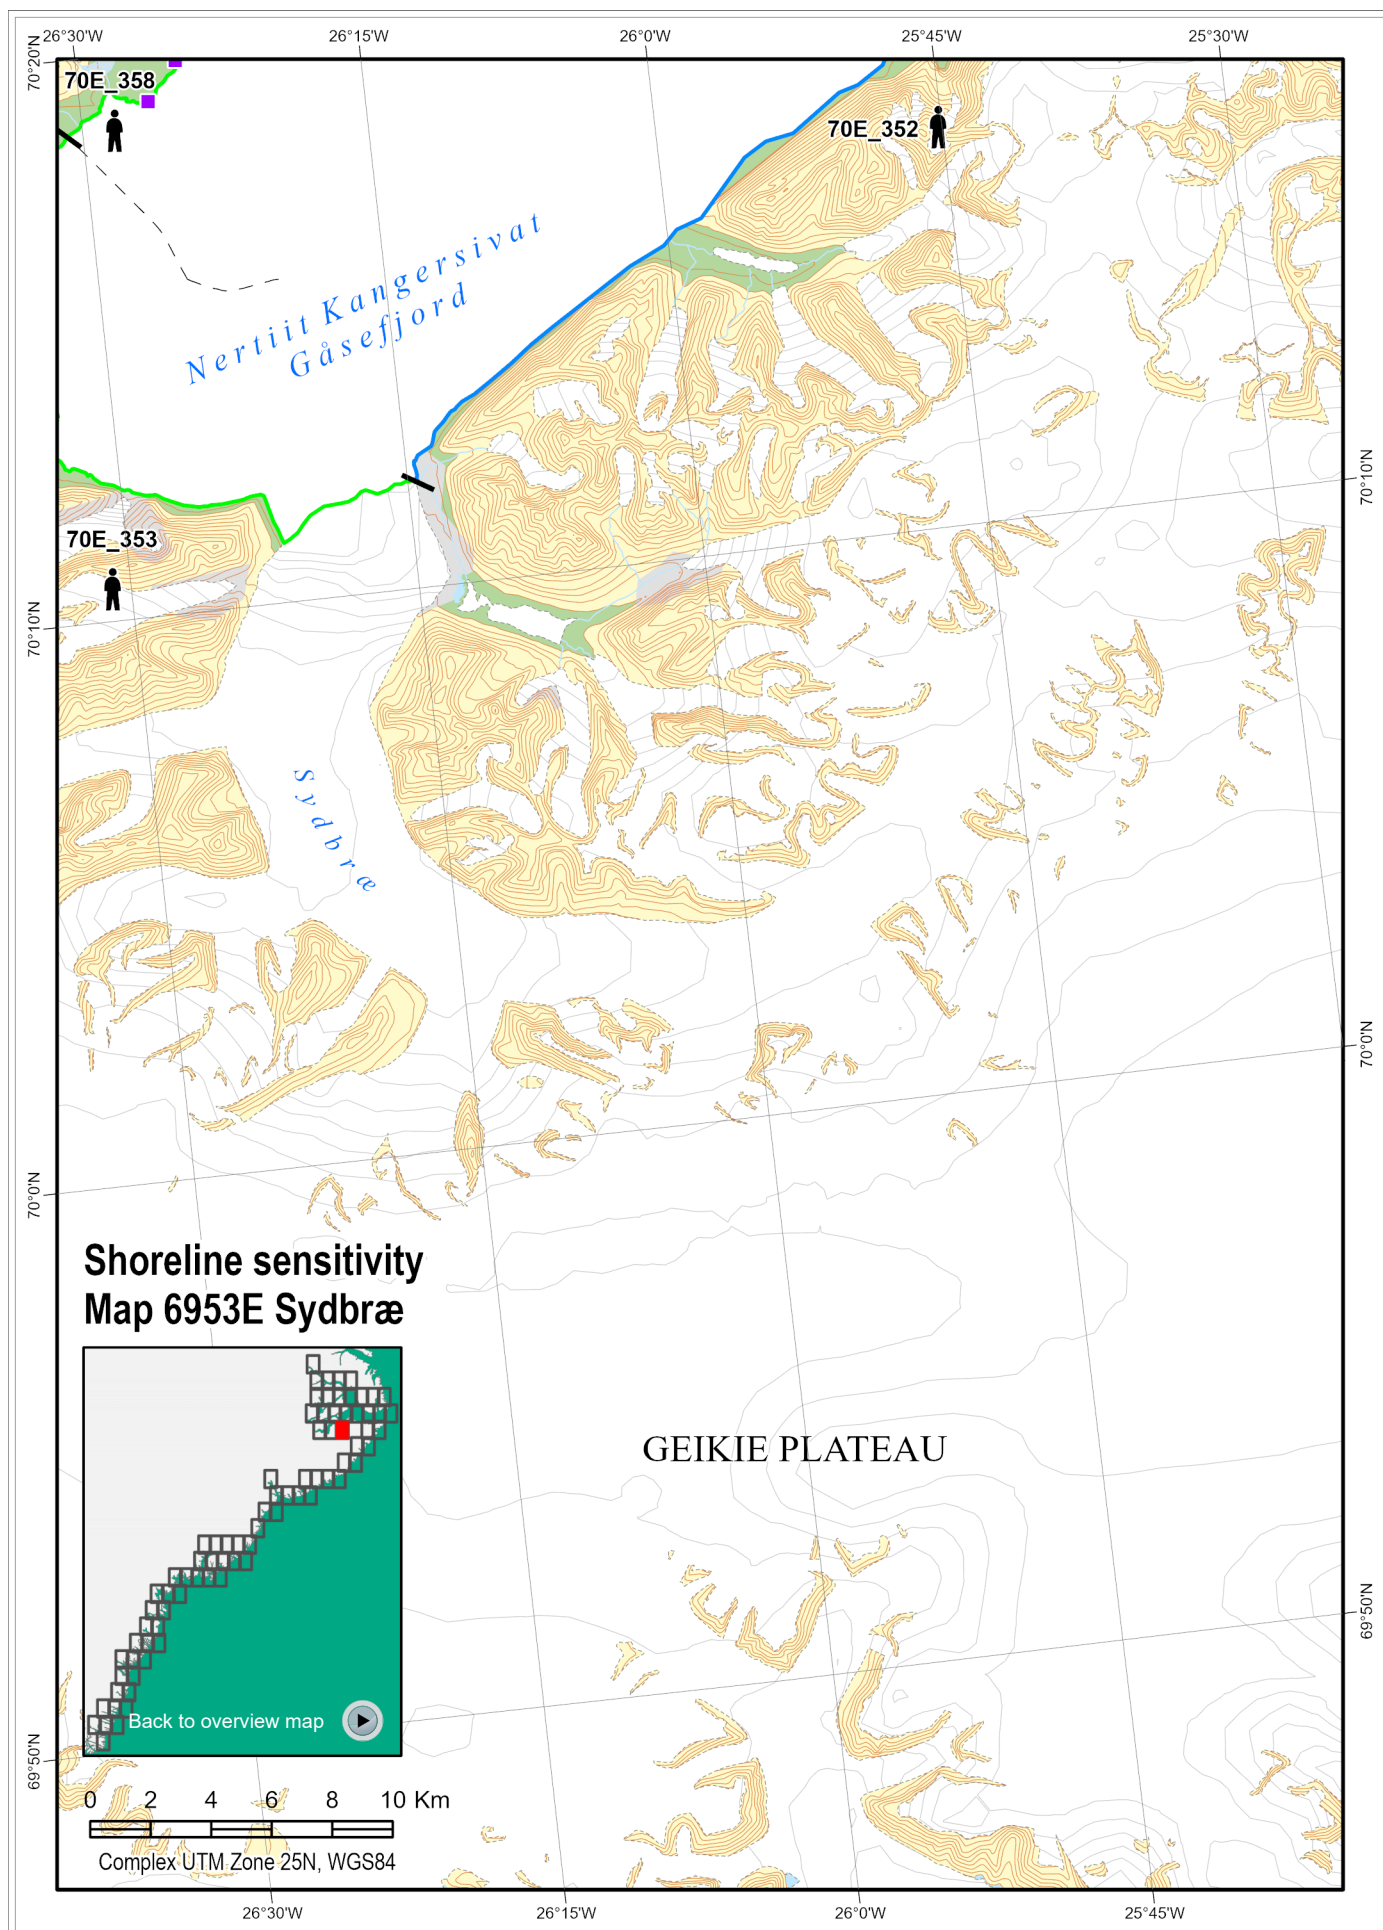 26°30'W
26°15'W
26°0'W
25°45'W
25°30'W
70°20'N
70E_358
70E_352
Nertiit Kangersivat
Gåsefjord
70°10'N
70E_353
70°10'N
Sydbræ
70°0'N
70°0'N
Shoreline sensitivity
Map 6953E Sydbræ
GEIKIE PLATEAU
69°50'N
Back to overview map
69°50'N
0 2 4 6 8 10 Km
Complex UTM Zone 25N, WGS84
26°30'W
26°15'W
26°0'W
25°45'W